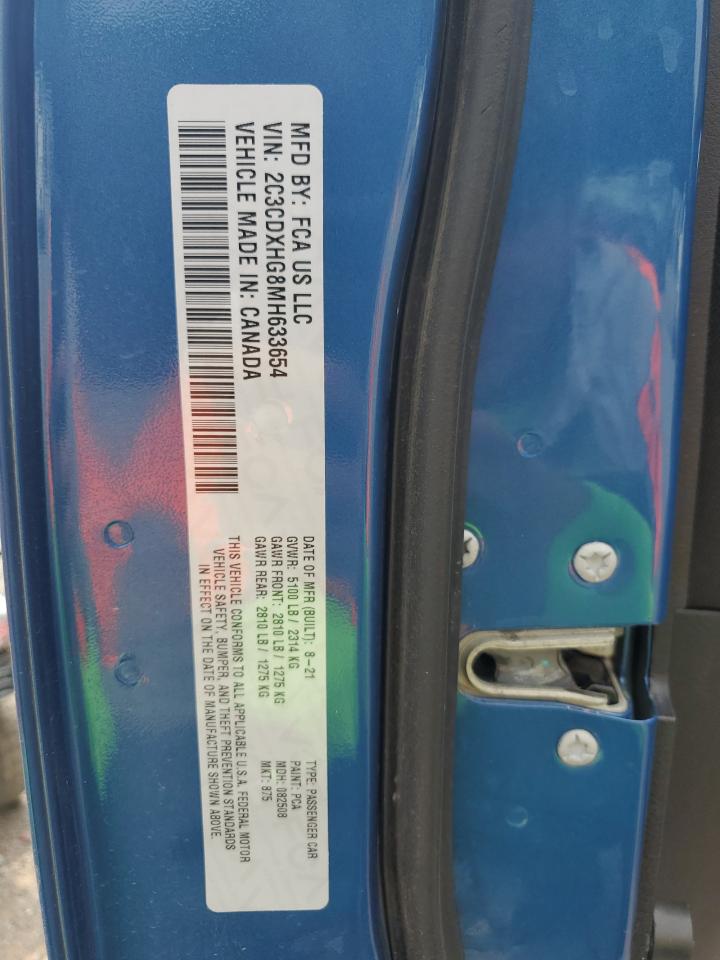 MFD BY: FCA US LLC
VIN: 2C3CDXHG8MH633654
VEHICLE MADE IN: CANADA
DATE OF MFR (BUILT): 8-21
GVWR: 5100 LB / 2314 KG
GAWR FRONT: 2810 LB / 1275 KG
GAWR REAR: 2810 LB / 1275 KG
TYPE: PASSENGER CAR
PAINT: PCA
MDH: 082508
MKT: 875
THIS VEHICLE CONFORMS TO ALL APPLICABLE U.S.A. FEDERAL MOTOR
VEHICLE SAFETY, BUMPER, AND THEFT PREVENTION STANDARDS
IN EFFECT ON THE DATE OF MANUFACTURE SHOWN ABOVE.